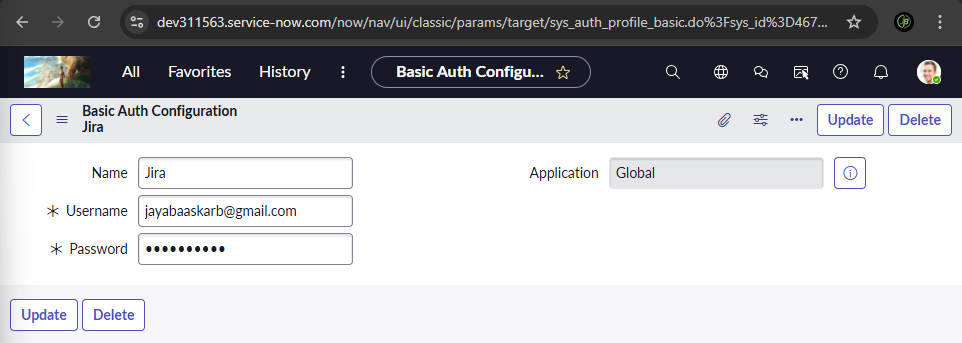 dev311563.service-now.com/now/nav/ui/classic/params/target/sys_auth_profile_basic.do%3Fsys_id%3D467...
All Favorites History Basic Auth Configu...
Basic Auth Configuration
Jira
Update Delete
Name Jira Application Global
* Username jayabaaskarb@gmail.com
* Password ••••••••••
Update Delete